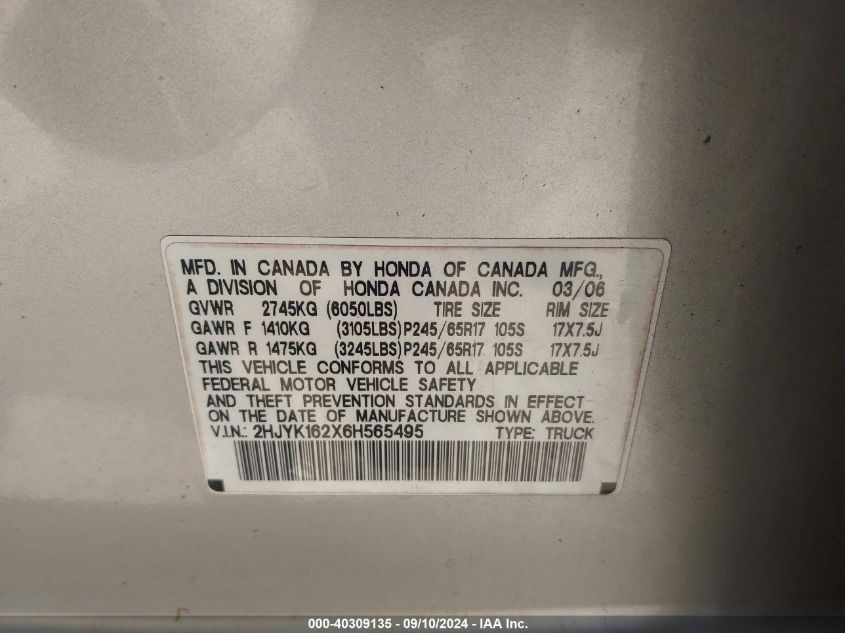 MFD. IN CANADA BY HONDA OF CANADA MFG.,
A DIVISION OF HONDA CANADA INC. 03/06
GVWR 2745KG (6050LBS) TIRE SIZE RIM SIZE
GAWR F 1410KG (3105LBS) P245/65R17 105S 17X7.5J
GAWR R 1475KG (3245LBS) P245/65R17 105S 17X7.5J
THIS VEHICLE CONFORMS TO ALL APPLICABLE
FEDERAL MOTOR VEHICLE SAFETY
AND THEFT PREVENTION STANDARDS IN EFFECT
ON THE DATE OF MANUFACTURE SHOWN ABOVE.
V.I.N.: 2HJYK162X6H565495 TYPE: TRUCK
000-40309135 - 09/10/2024 - IAA Inc.